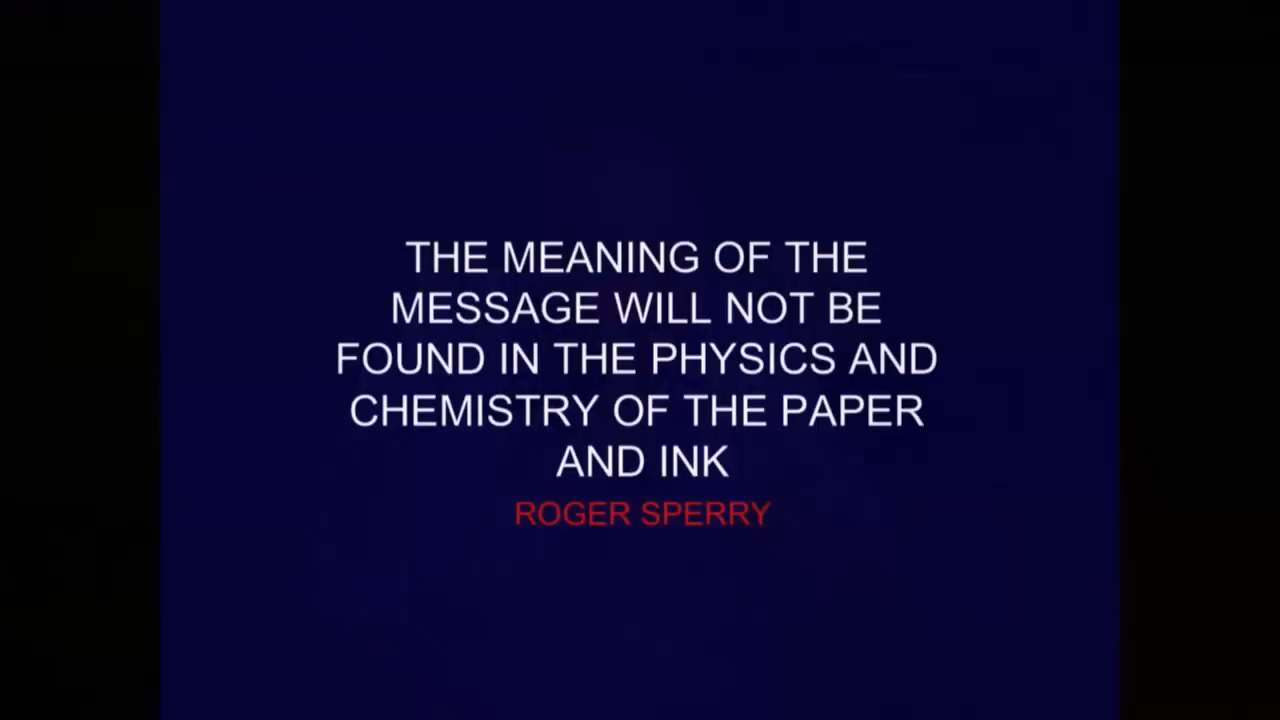 THE MEANING OF THE
MESSAGE WILL NOT BE
FOUND IN THE PHYSICS AND
CHEMISTRY OF THE PAPER
AND INK
ROGER SPERRY